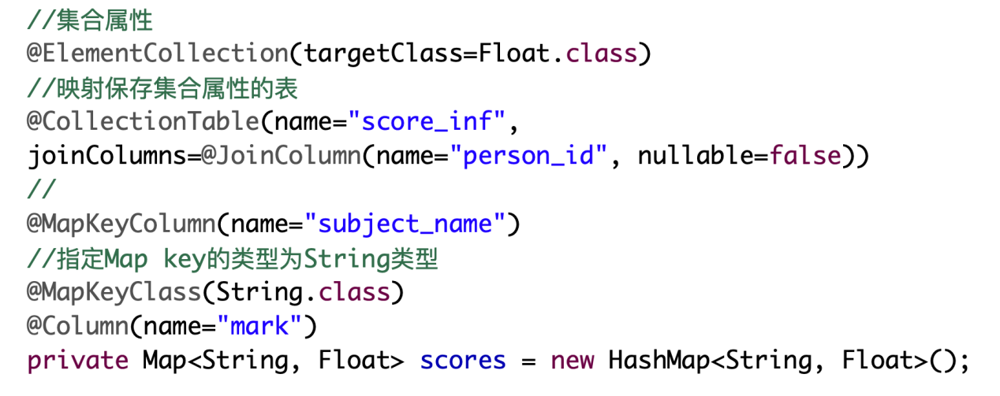 //集合属性
@ElementCollection(targetClass=Float.class)
//映射保存集合属性的表
@CollectionTable(name="score_inf",
joinColumns=@JoinColumn(name="person_id", nullable=false))
//
@MapKeyColumn(name="subject_name")
//指定Map key的类型为String类型
@MapKeyClass(String.class)
@Column(name="mark")
private Map<String, Float> scores = new HashMap<String, Float>();